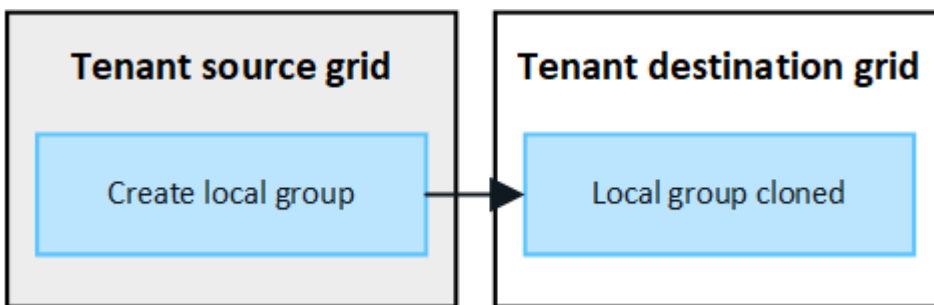 Tenant source grid
Create local group
Tenant destination grid
Local group cloned